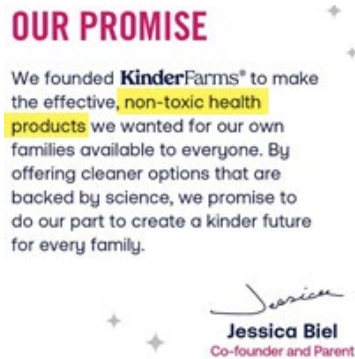 OUR PROMISE
We founded KinderFarms® to make
the effective, non-toxic health
products we wanted for our own
families available to everyone. By
offering cleaner options that are
backed by science, we promise to
do our part to create a kinder future
for every family.
Jessica
Jessica Biel
Co-founder and Parent